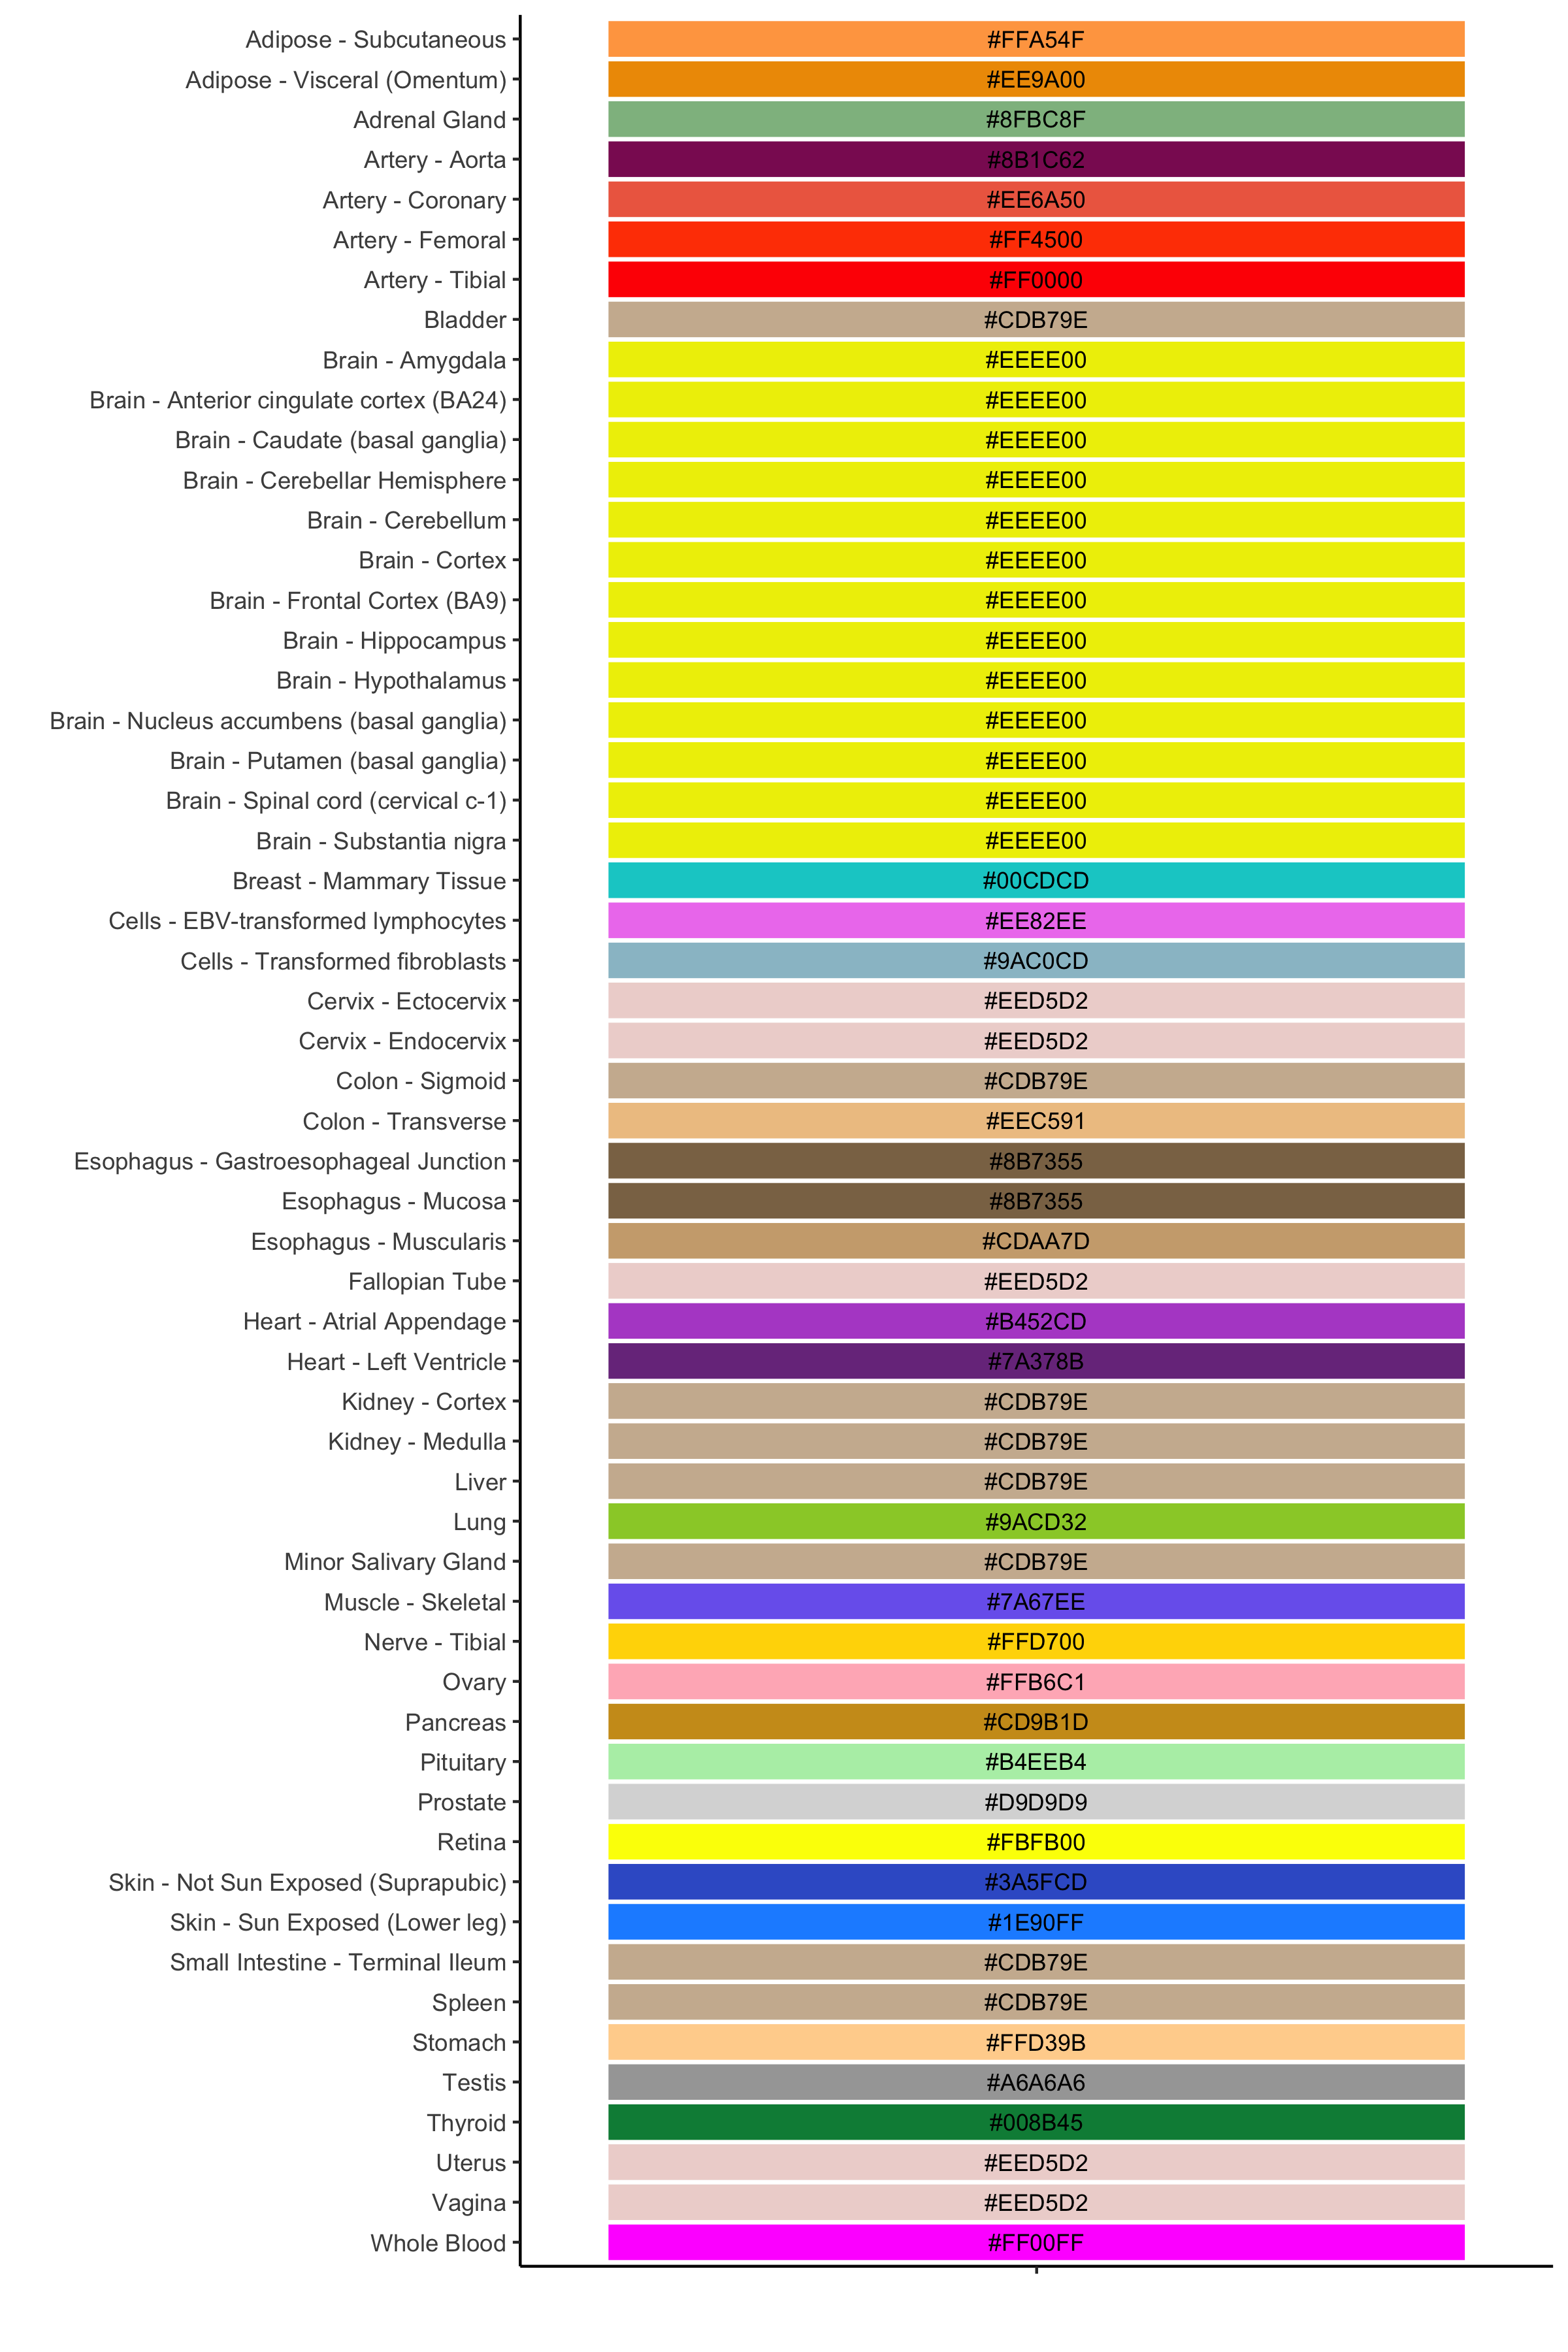 Adipose - Subcutaneous #FFA54F
Adipose - Visceral (Omentum) #EE9A00
Adrenal Gland #8FBC8F
Artery - Aorta #8B1C62
Artery - Coronary #EE6A50
Artery - Femoral #FF4500
Artery - Tibial #FF0000
Bladder #CDB79E
Brain - Amygdala #EEEE00
Brain - Anterior cingulate cortex (BA24) #EEEE00
Brain - Caudate (basal ganglia) #EEEE00
Brain - Cerebellar Hemisphere #EEEE00
Brain - Cerebellum #EEEE00
Brain - Cortex #EEEE00
Brain - Frontal Cortex (BA9) #EEEE00
Brain - Hippocampus #EEEE00
Brain - Hypothalamus #EEEE00
Brain - Nucleus accumbens (basal ganglia) #EEEE00
Brain - Putamen (basal ganglia) #EEEE00
Brain - Spinal cord (cervical c-1) #EEEE00
Brain - Substantia nigra #EEEE00
Breast - Mammary Tissue #00CDCD
Cells - EBV-transformed lymphocytes #EE82EE
Cells - Transformed fibroblasts #9AC0CD
Cervix - Ectocervix #EED5D2
Cervix - Endocervix #EED5D2
Colon - Sigmoid #CDB79E
Colon - Transverse #EEC591
Esophagus - Gastroesophageal Junction #8B7355
Esophagus - Mucosa #8B7355
Esophagus - Muscularis #CDAA7D
Fallopian Tube #EED5D2
Heart - Atrial Appendage #B452CD
Heart - Left Ventricle #7A378B
Kidney - Cortex #CDB79E
Kidney - Medulla #CDB79E
Liver #CDB79E
Lung #9ACD32
Minor Salivary Gland #CDB79E
Muscle - Skeletal #7A67EE
Nerve - Tibial #FFD700
Ovary #FFB6C1
Pancreas #CD9B1D
Pituitary #B4EEB4
Prostate #D9D9D9
Retina #FBFB00
Skin - Not Sun Exposed (Suprapubic) #3A5FCD
Skin - Sun Exposed (Lower leg) #1E90FF
Small Intestine - Terminal Ileum #CDB79E
Spleen #CDB79E
Stomach #FFD39B
Testis #A6A6A6
Thyroid #008B45
Uterus #EED5D2
Vagina #EED5D2
Whole Blood #FF00FF